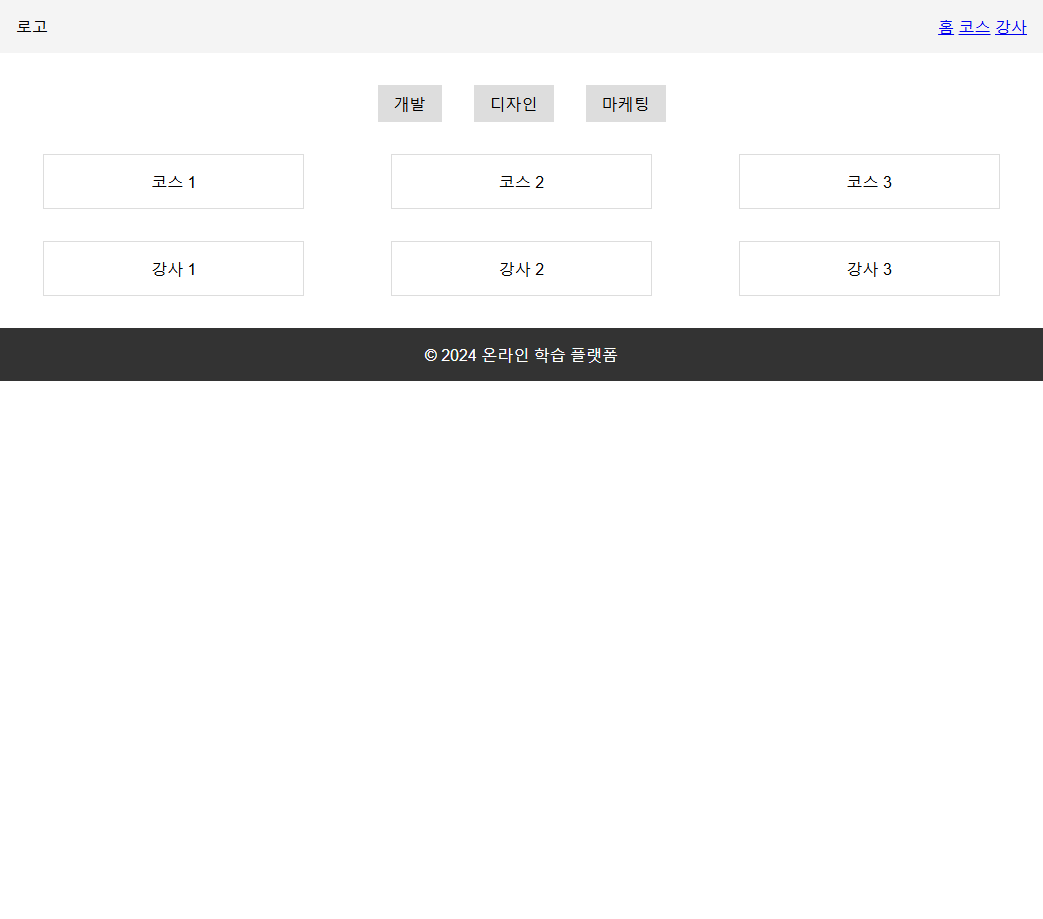 로고 홈 코스 강사
개발 디자인 마케팅
코스 1 코스 2 코스 3
강사 1 강사 2 강사 3
© 2024 온라인 학습 플랫폼